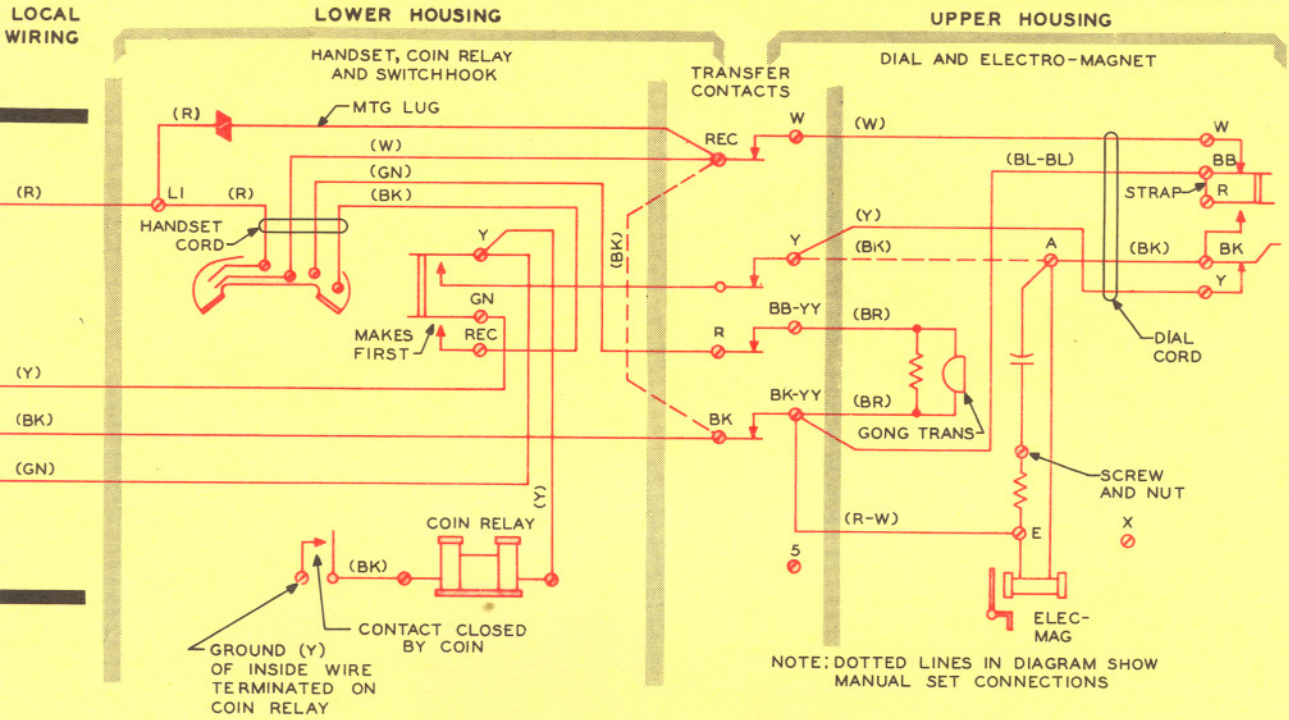 LOCAL
WIRING
LOWER HOUSING
UPPER HOUSING
HANDSET, COIN RELAY
AND SWITCHHOOK
TRANSFER
CONTACTS
DIAL AND ELECTRO-MAGNET
(R)
MTG LUG
(W)
REC
W
(W)
W
(GN)
(BL-BL)
BB
(R)
L1
(R)
(BK)
STRAP
R
HANDSET
CORD
Y
(BK)
Y
(Y)
(BK)
A
(BK)
BK
Y
GN
MAKES
FIRST
REC
R
BB-YY
(BR)
DIAL
CORD
(Y)
(BK)
BK
BK-YY
(BR)
GONG TRANS
(GN)
(Y)
SCREW
AND NUT
COIN RELAY
(R-W)
E
X
5
(BK)
CONTACT CLOSED
BY COIN
ELEC-
MAG
GROUND (Y)
OF INSIDE WIRE
TERMINATED ON
COIN RELAY
NOTE: DOTTED LINES IN DIAGRAM SHOW
MANUAL SET CONNECTIONS